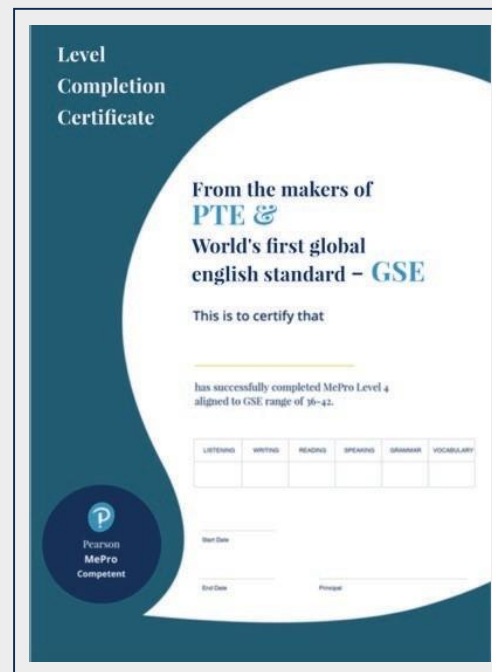 Level
Completion
Certificate
From the makers of
PTE &
World's first global
english standard – GSE
This is to certify that
has successfully completed MePro Level 4
aligned to GSE range of 36-42.
LISTENING WRITING READING SPEAKING GRAMMAR VOCABULARY
Start Date
End Date Principal
P
Pearson
MePro
Competent